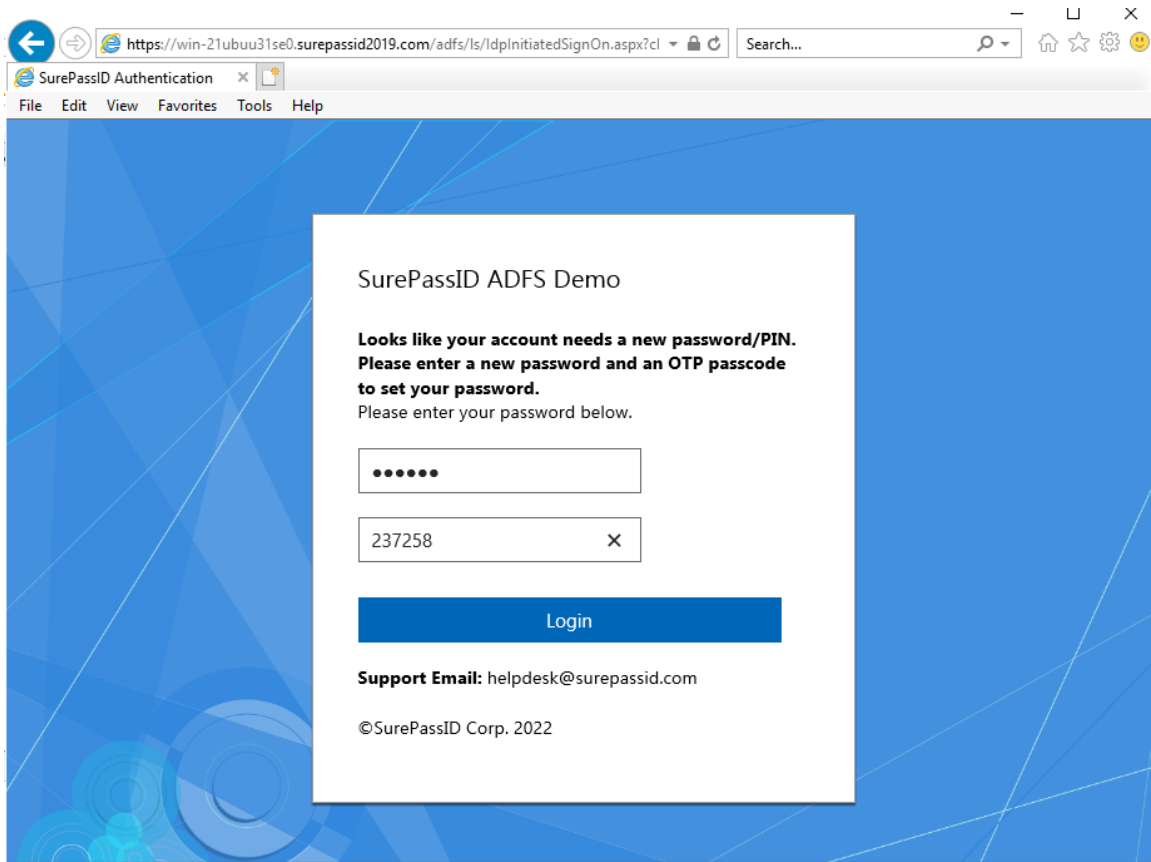 https://win-21ubuu31se0.surepassid2019.com/adfs/ls/IdpInitiatedSignOn.aspx?cl
Search...
SurePassID Authentication
File Edit View Favorites Tools Help
SurePassID ADFS Demo
Looks like your account needs a new password/PIN.
Please enter a new password and an OTP passcode
to set your password.
Please enter your password below.
●●●●●●
237258
Login
Support Email: helpdesk@surepassid.com
©SurePassID Corp. 2022